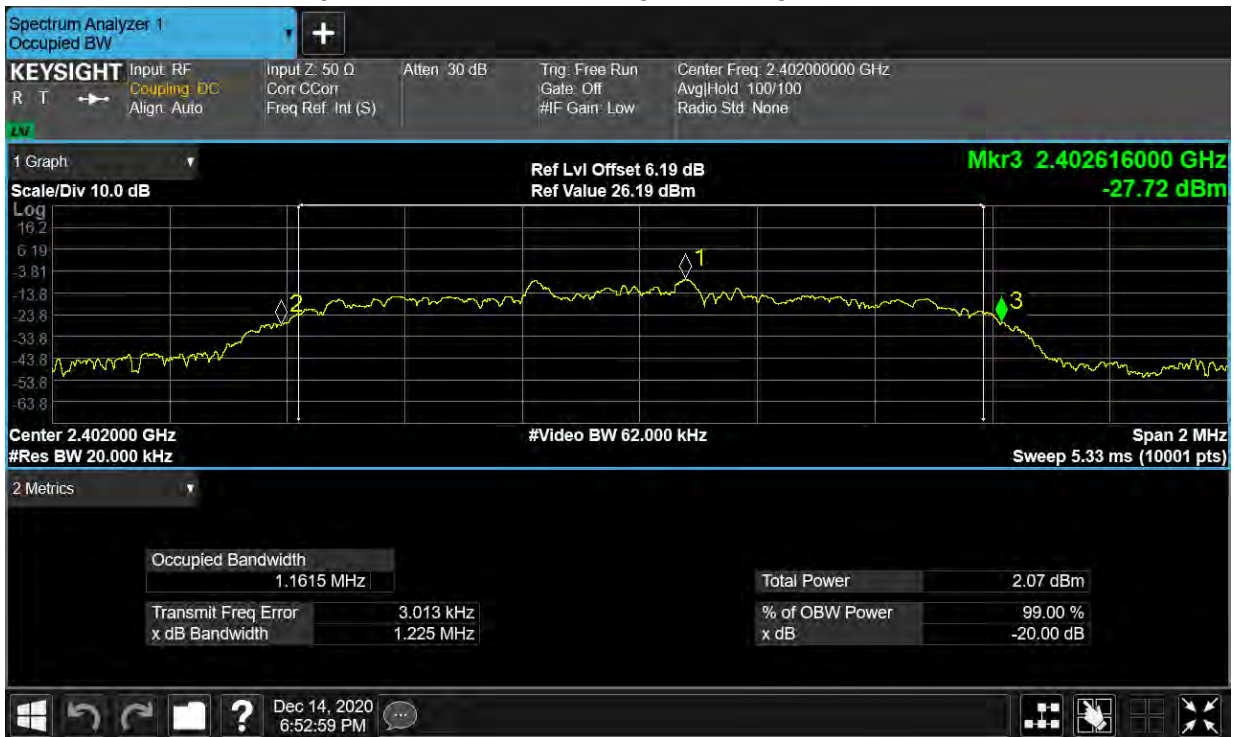 Spectrum Analyzer 1
Occupied BW
+
KEYSIGHT Input: RF Input Z: 50 Ω Atten: 30 dB Trig: Free Run Center Freq: 2.402000000 GHz
R T Coupling: DC Corr CCorr Gate: Off Avg|Hold: 100/100
Align: Auto Freq Ref: Int (S) #IF Gain: Low Radio Std: None
LXI
1 Graph Ref Lvl Offset 6.19 dB Mkr3 2.402616000 GHz
Scale/Div 10.0 dB Ref Value 26.19 dBm -27.72 dBm
Log
16.2
6.19
1
-3.81
-13.8
2 3
-23.8
-33.8
-43.8
-53.8
-63.8
Center 2.402000 GHz #Video BW 62.000 kHz Span 2 MHz
#Res BW 20.000 kHz Sweep 5.33 ms (10001 pts)
2 Metrics
Occupied Bandwidth
1.1615 MHz Total Power 2.07 dBm
Transmit Freq Error 3.013 kHz % of OBW Power 99.00 %
x dB Bandwidth 1.225 MHz x dB -20.00 dB
? Dec 14, 2020
6:52:59 PM